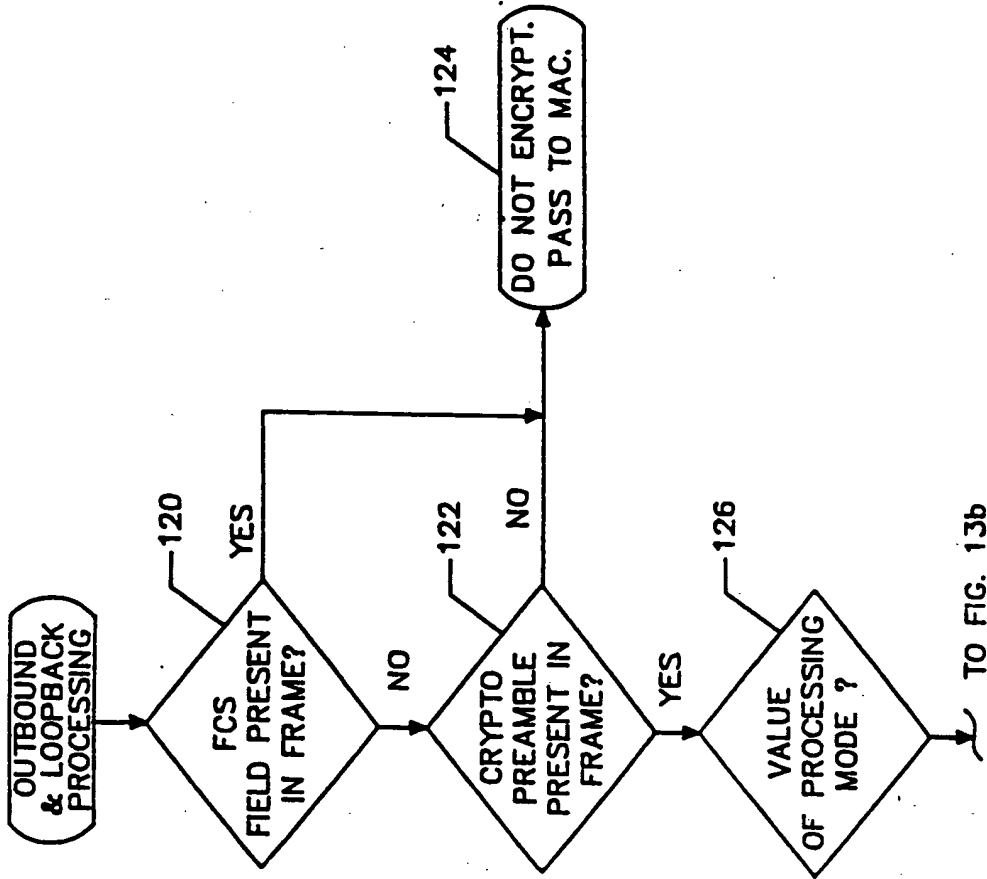 OUTBOUND
& LOOPBACK
PROCESSING
120
FCS
FIELD PRESENT
IN FRAME?
YES
NO
122
CRYPTO
PREAMBLE
PRESENT IN
FRAME?
NO
124
DO NOT ENCRYPT.
PASS TO MAC.
YES
126
VALUE
OF PROCESSING
MODE ?
TO FIG. 13b